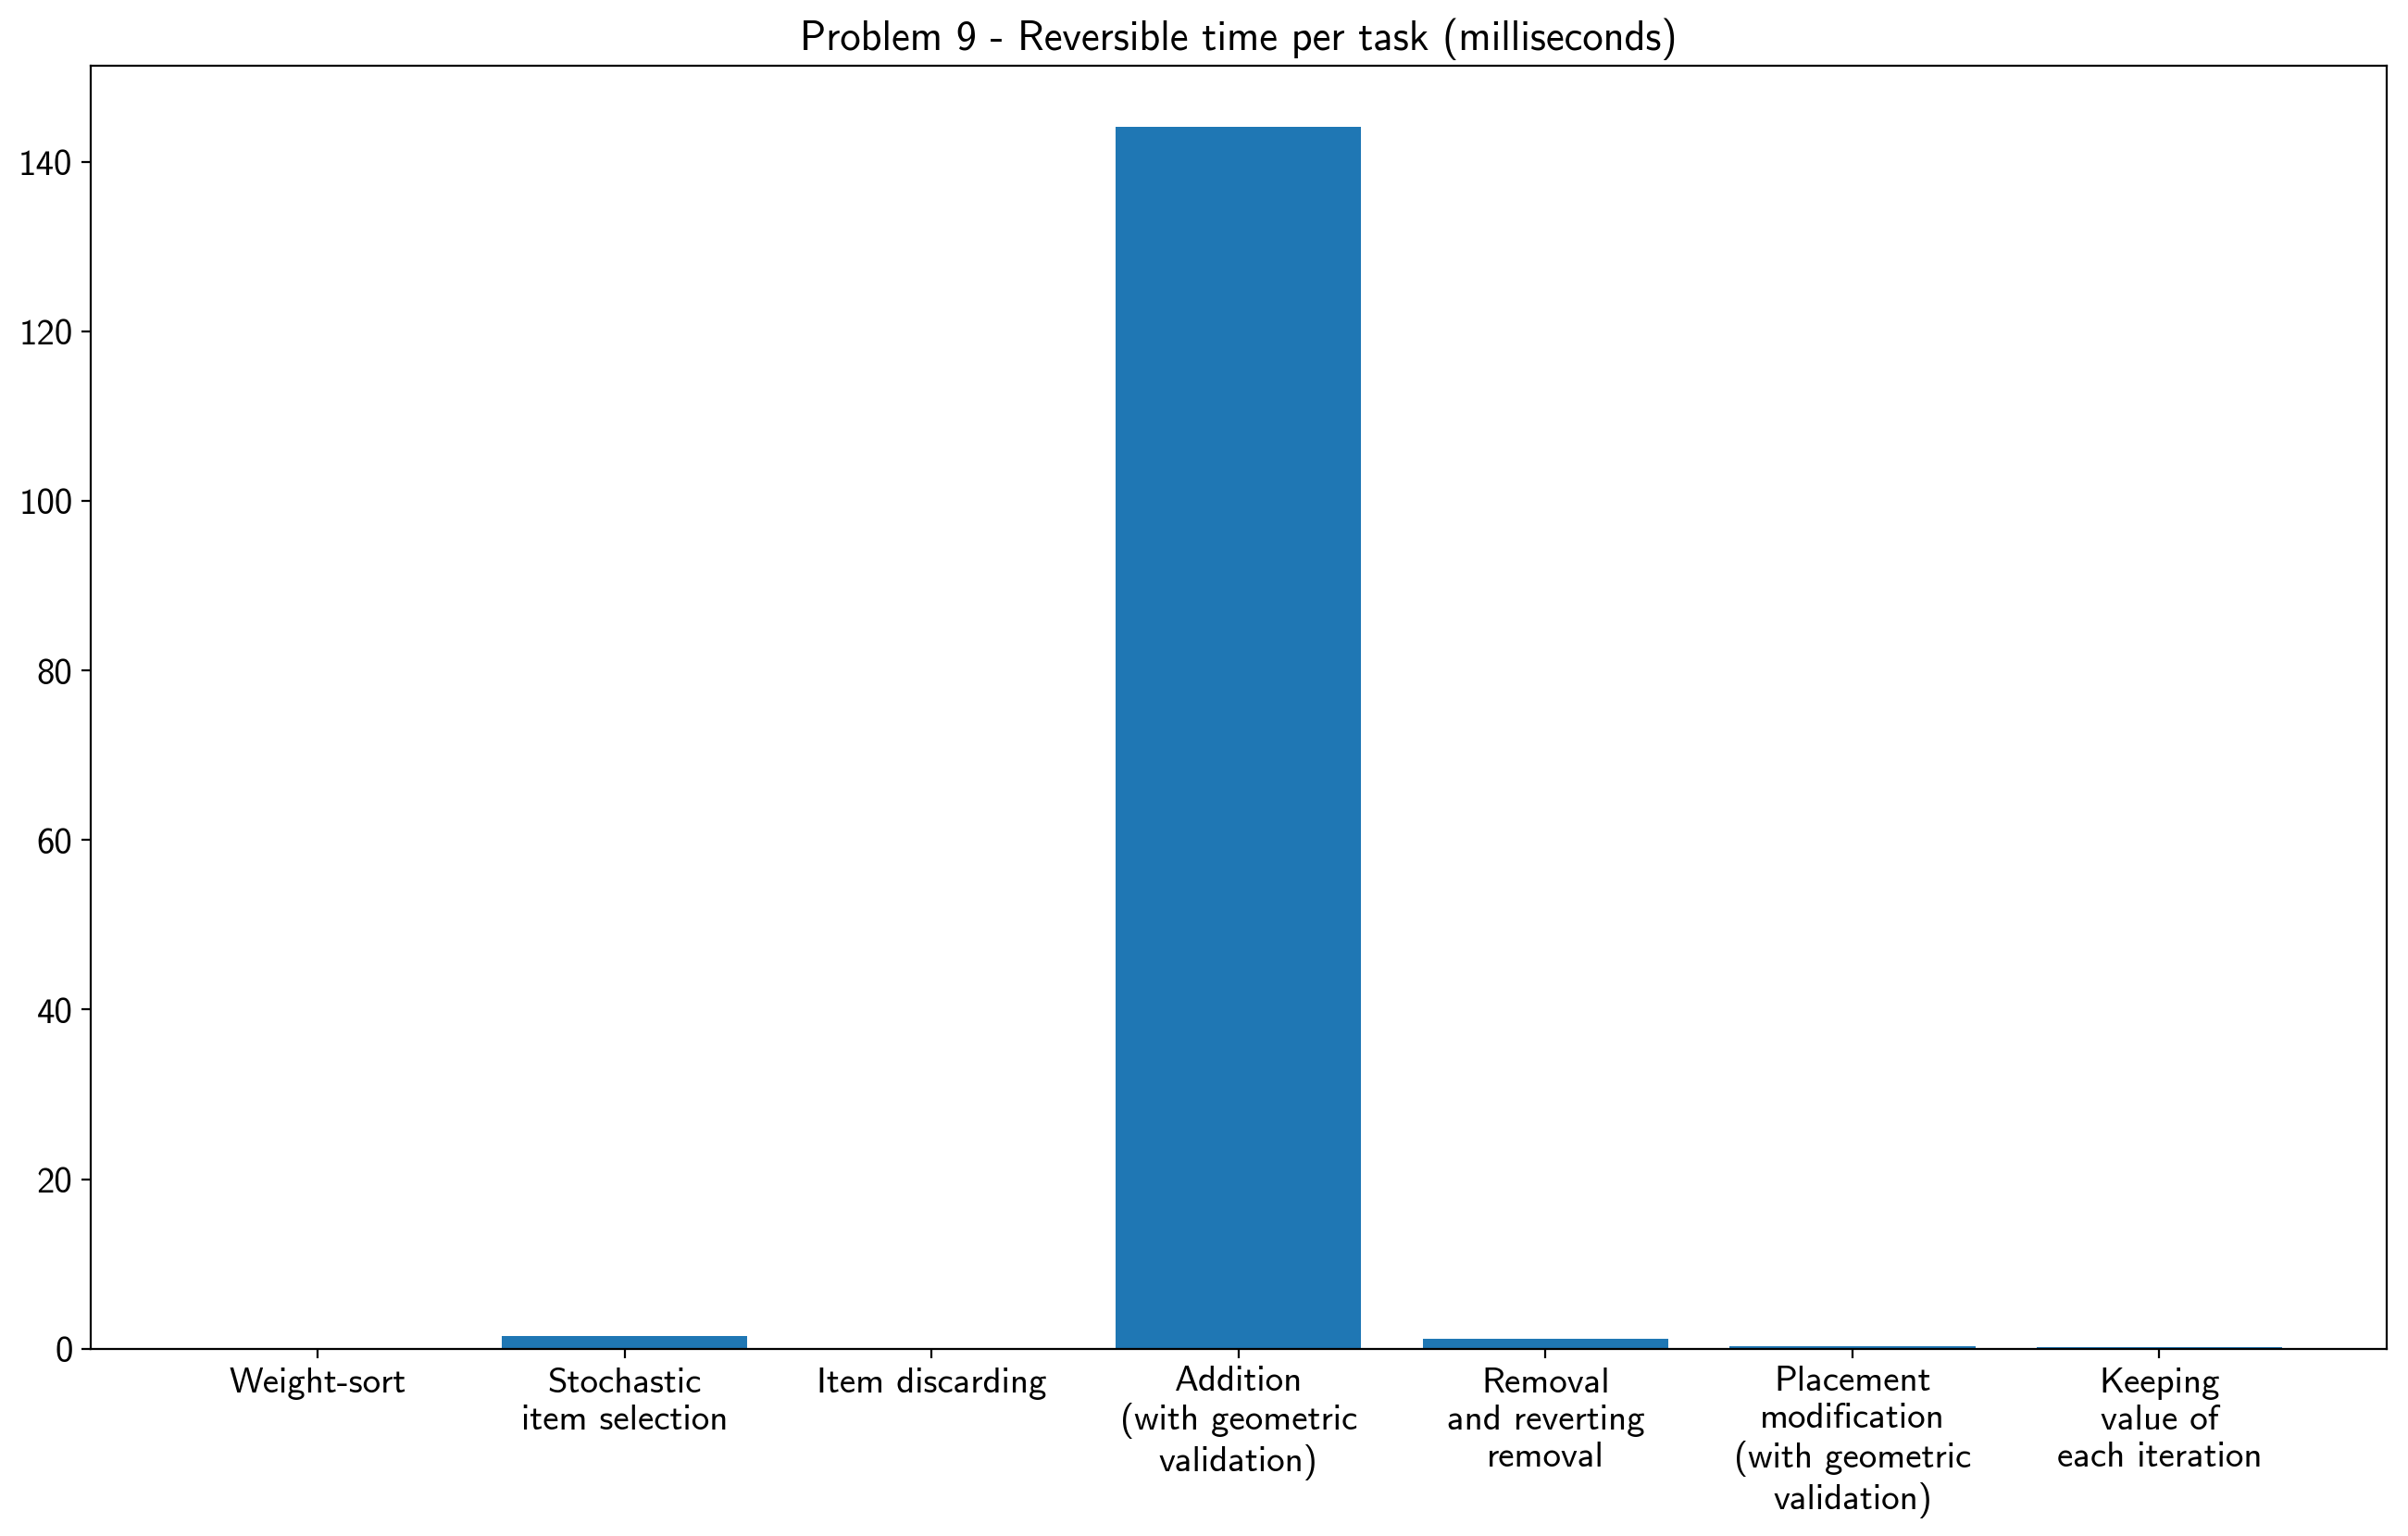 Problem 9 - Reversible time per task (milliseconds)
140
120
100
80
60
40
20
0
Weight-sort
Stochastic
item selection
Item discarding
Addition
(with geometric
validation)
Removal
and reverting
removal
Placement
modification
(with geometric
validation)
Keeping
value of
each iteration